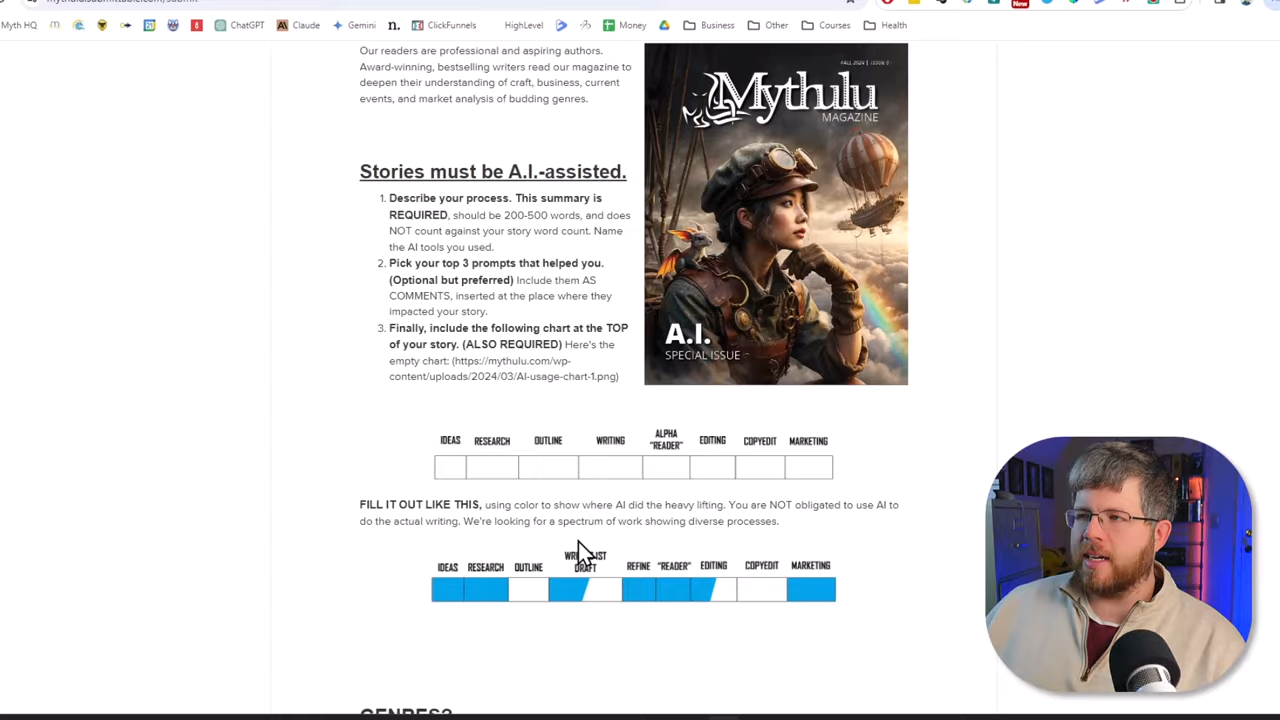 Myth HQ
ChatGPT
Claude
Gemini
n.
ClickFunnels
HighLevel
Money
Business
Other
Courses
Health
New
Our readers are professional and aspiring authors.
Award-winning, bestselling writers read our magazine to
deepen their understanding of craft, business, current
events, and market analysis of budding genres.
Stories must be A.I.-assisted.
1. Describe your process. This summary is
REQUIRED, should be 200-500 words, and does
NOT count against your story word count. Name
the AI tools you used.
2. Pick your top 3 prompts that helped you.
(Optional but preferred) Include them AS
COMMENTS, inserted at the place where they
impacted your story.
3. Finally, include the following chart at the TOP
of your story. (ALSO REQUIRED) Here's the
empty chart: (https://mythulu.com/wp-
content/uploads/2024/03/AI-usage-chart-1.png)
FALL 2024 | ISSUE 6
Mythulu
MAGAZINE
A.I.
SPECIAL ISSUE
IDEAS RESEARCH OUTLINE WRITING ALPHA "READER" EDITING COPYEDIT MARKETING
FILL IT OUT LIKE THIS, using color to show where AI did the heavy lifting. You are NOT obligated to use AI to
do the actual writing. We're looking for a spectrum of work showing diverse processes.
IDEAS RESEARCH OUTLINE DRAFT REFINE "READER" EDITING COPYEDIT MARKETING